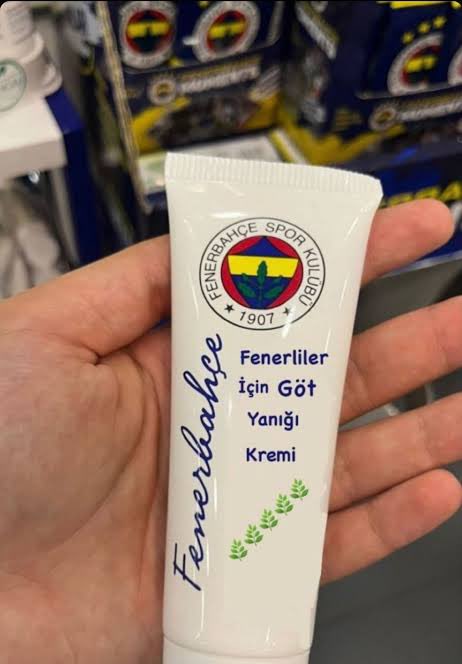 FENERBAHÇE SPOR KULÜBÜ
★ 1907 ★
Fenerbahçe
Fenerliler
İçin Göt
Yanığı
Kremi